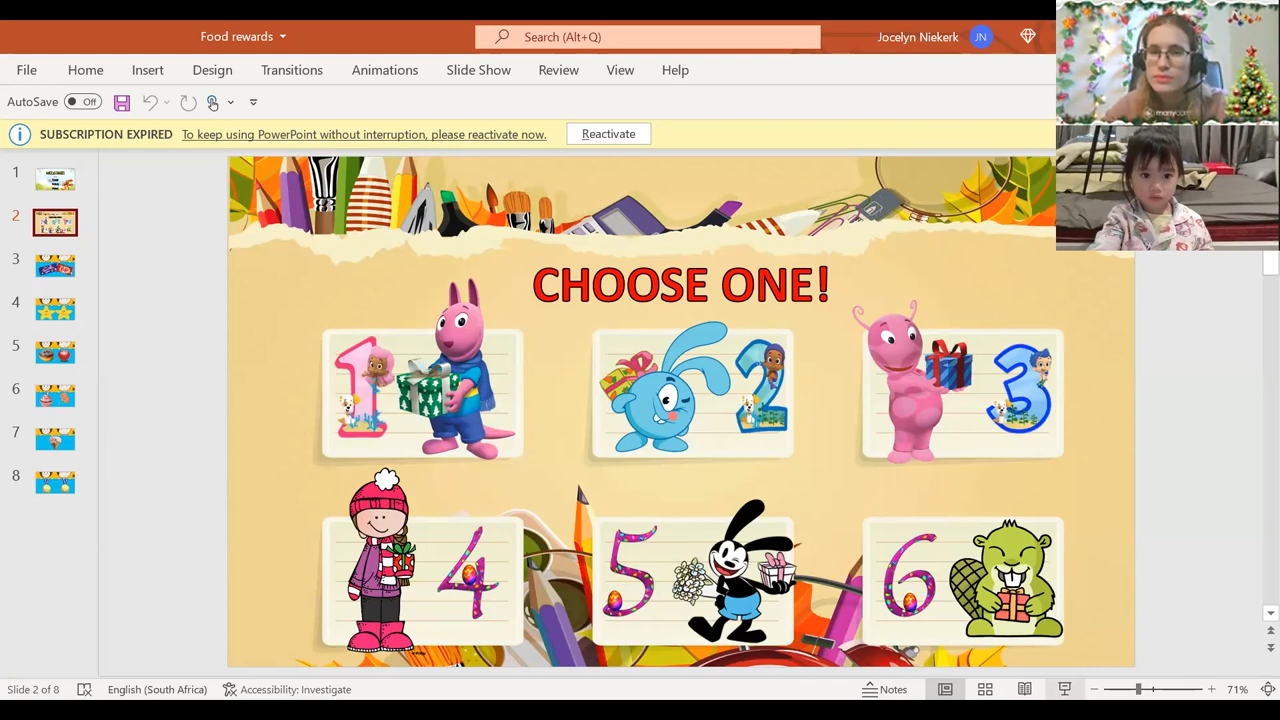 Food rewards
Search (Alt+Q)
Jocelyn Niekerk JN
File Home Insert Design Transitions Animations Slide Show Review View Help
AutoSave Off
SUBSCRIPTION EXPIRED To keep using PowerPoint without interruption, please reactivate now. Reactivate
1
2
3
4
5
6
7
8
CHOOSE ONE!
1 2 3
4 5 6
Slide 2 of 8 English (South Africa) Accessibility: Investigate Notes 71%